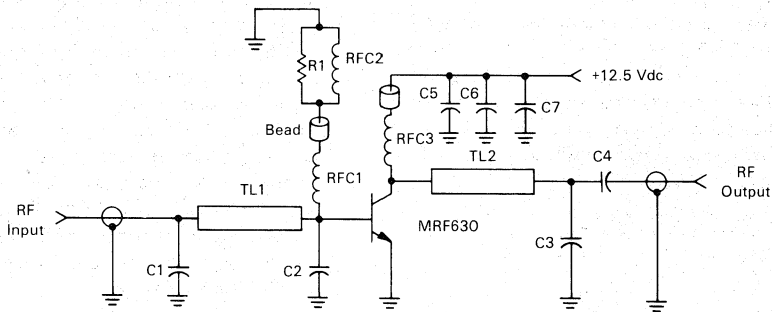 R1
RFC2
Bead
RFC1
C5
C6
C7
+12.5 Vdc
RFC3
TL1
TL2
C4
RF
Input
RF
Output
MRF630
C1
C2
C3